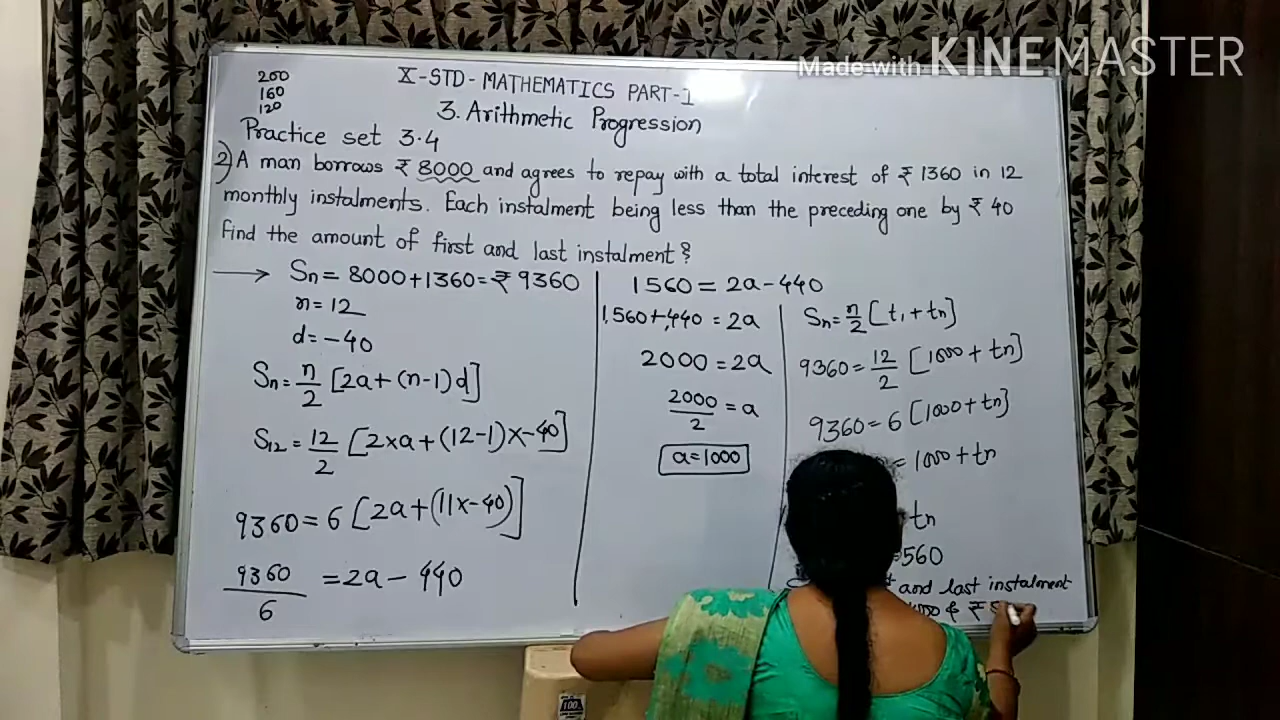 Made with KINEMASTER
200
160
120
X-STD-MATHEMATICS PART-1
3. Arithmetic Progression
Practice set 3.4
2) A man borrows ₹ 8000 and agrees to repay with a total interest of ₹ 1360 in 12
monthly instalments. Each instalment being less than the preceding one by ₹ 40
find the amount of first and last instalment?
→ Sn = 8000+1360 = ₹ 9360
n = 12
d = -40
Sn = n/2 [2a + (n-1)d]
S12 = 12/2 [2×a + (12-1)×-40]
9360 = 6 [2a + (11×-40)]
9360/6 = 2a - 440
1560 = 2a - 440
1,560 + 440 = 2a
2000 = 2a
2000/2 = a
a = 1000
Sn = n/2 [t1 + tn]
9360 = 12/2 [1000 + tn]
9360 = 6 [1000 + tn]
= 1000 + tn
tn
=560
and last instalment
& ₹
100